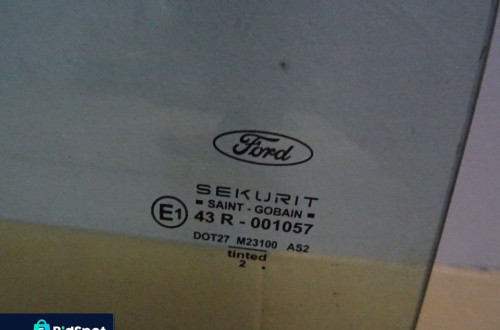 Ford
SEKURIT
SAINT - GOBAIN
E1 43 R - 001057
DOT27 M23100 AS2
tinted
2